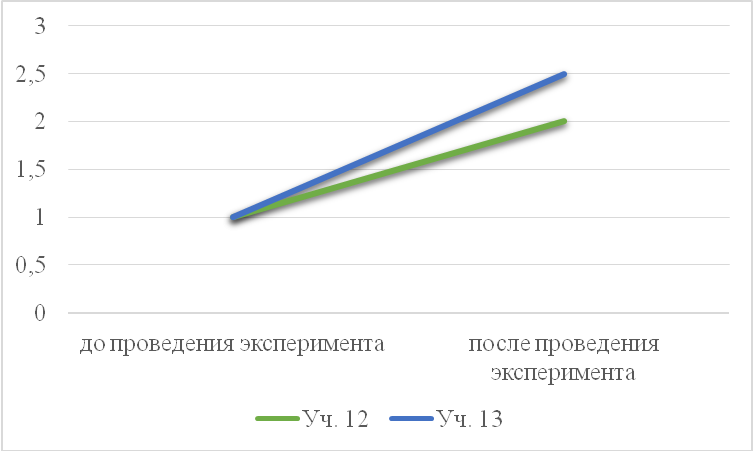 3
2,5
2
1,5
1
0,5
0
до проведения эксперимента
после проведения
эксперимента
Уч. 12
Уч. 13